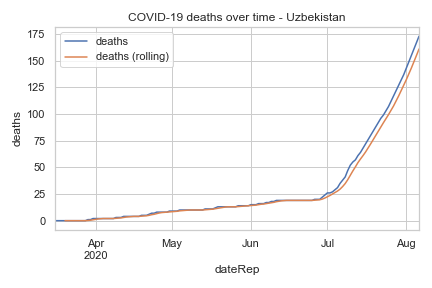 COVID-19 deaths over time - Uzbekistan
deaths
deaths (rolling)
175
150
125
100
75
50
25
0
deaths
Apr
2020
May
Jun
Jul
Aug
dateRep